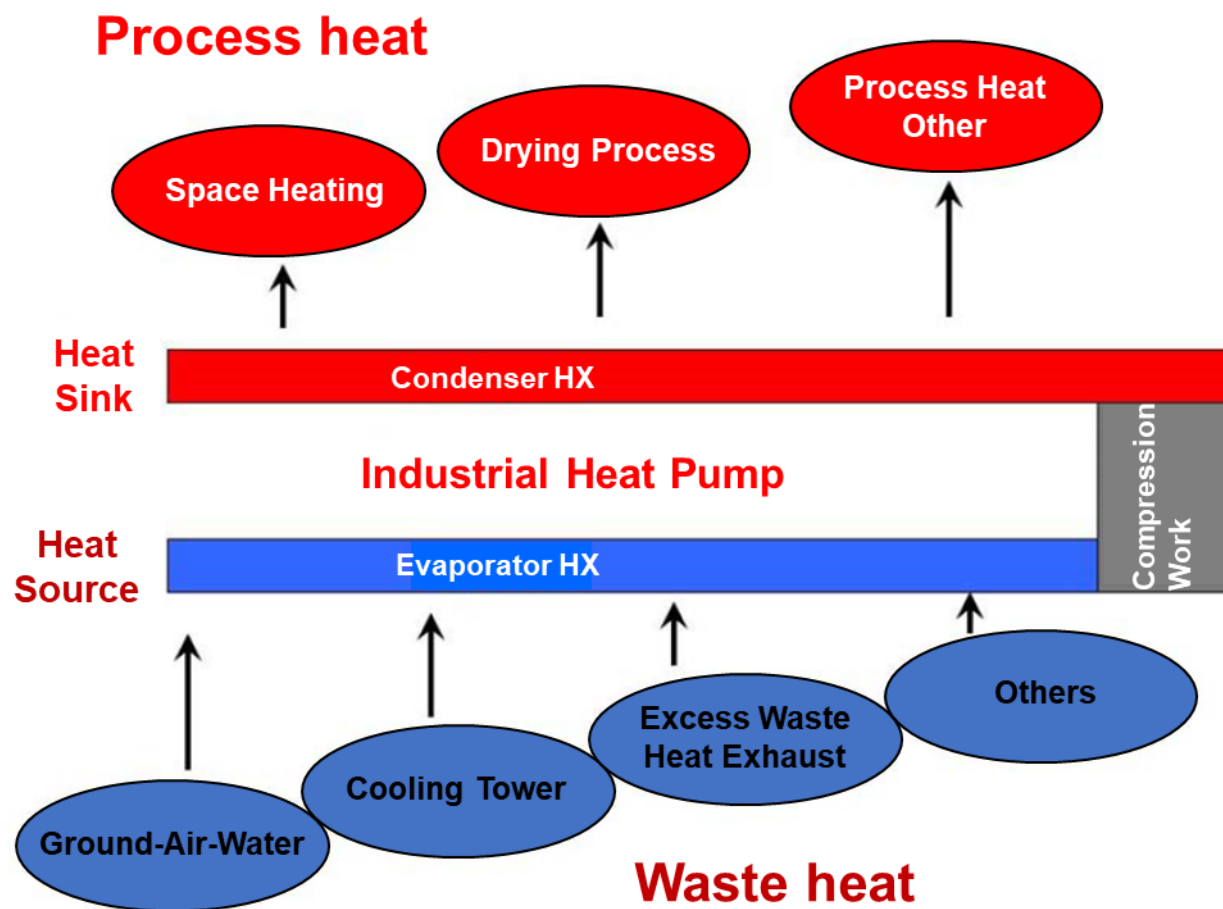 Process heat
Process Heat
Other
Drying Process
Space Heating
Heat
Sink
Condenser HX
Industrial Heat Pump
Compression
Work
Heat
Source
Evaporator HX
Others
Excess Waste
Heat Exhaust
Cooling Tower
Ground-Air-Water
Waste heat